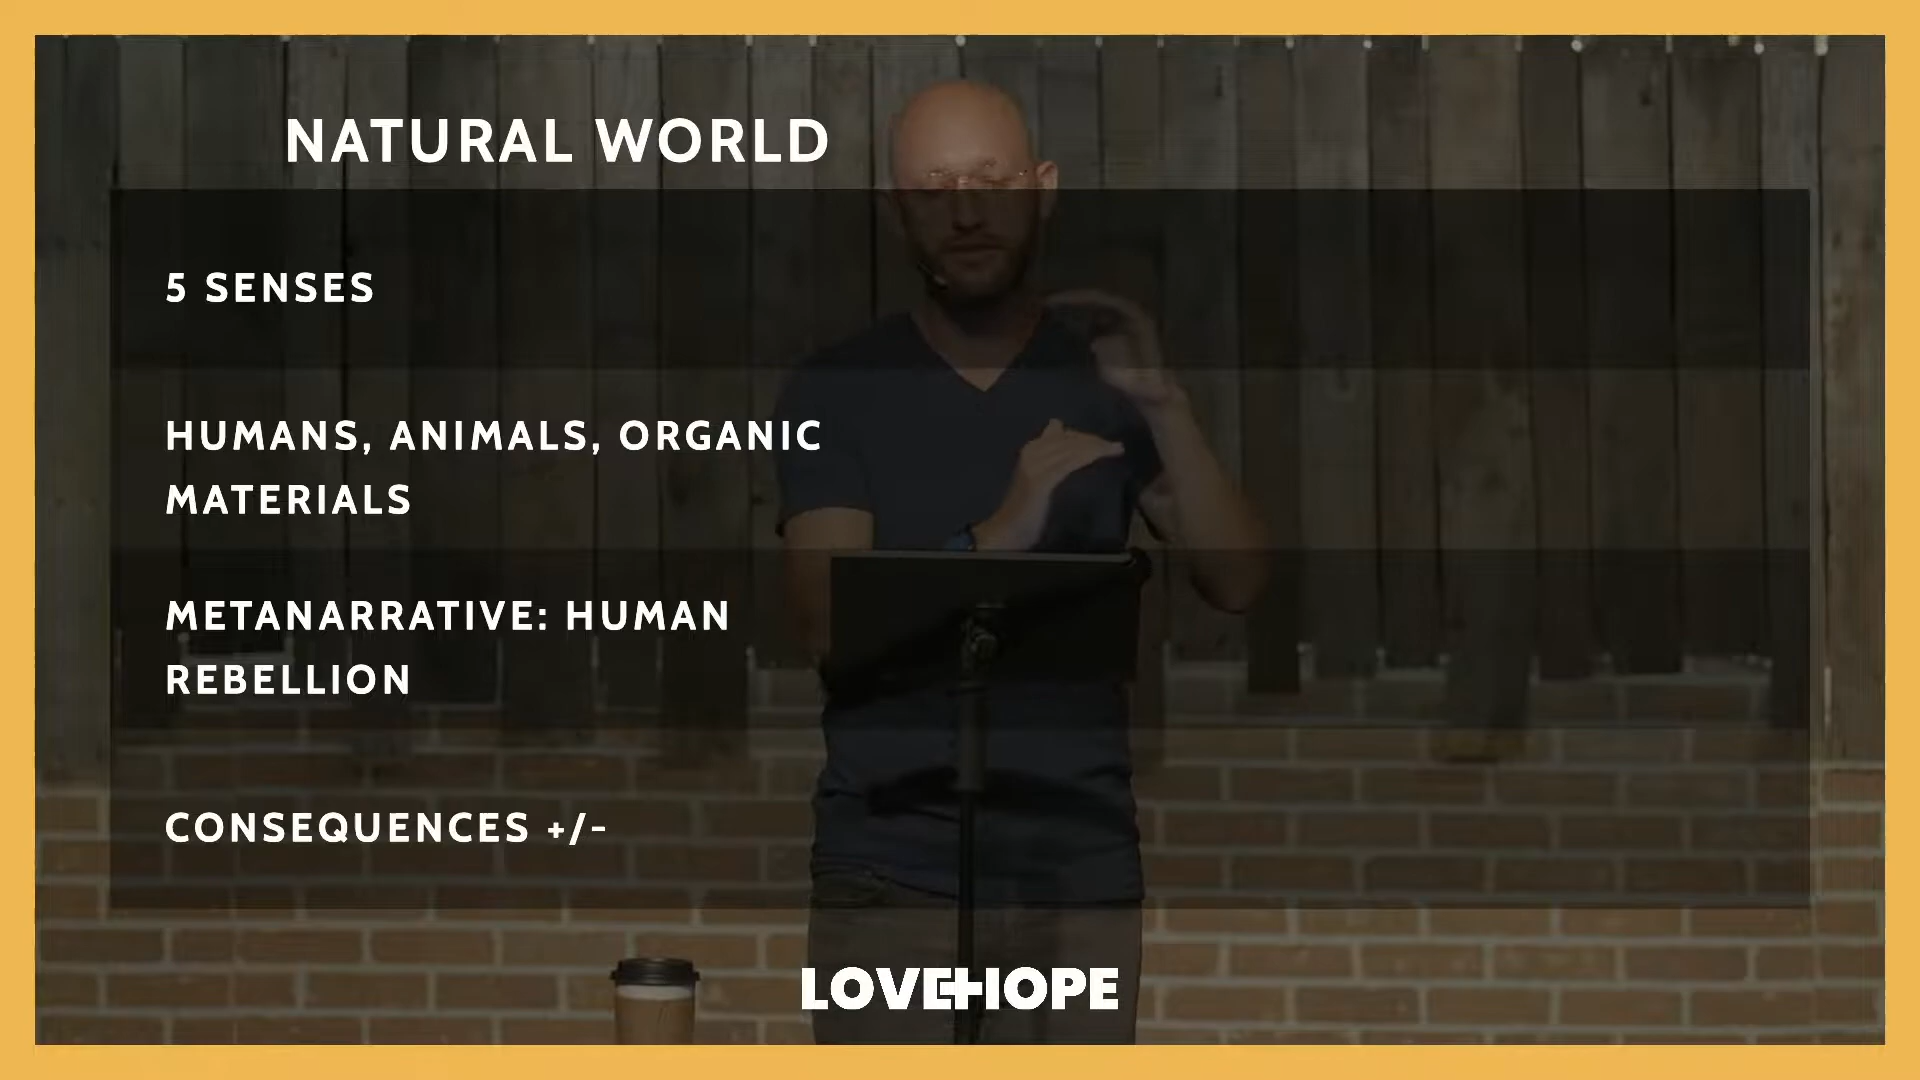 NATURAL WORLD
5 SENSES
HUMANS, ANIMALS, ORGANIC
MATERIALS
METANARRATIVE: HUMAN
REBELLION
CONSEQUENCES +/-
LOVE+HOPE